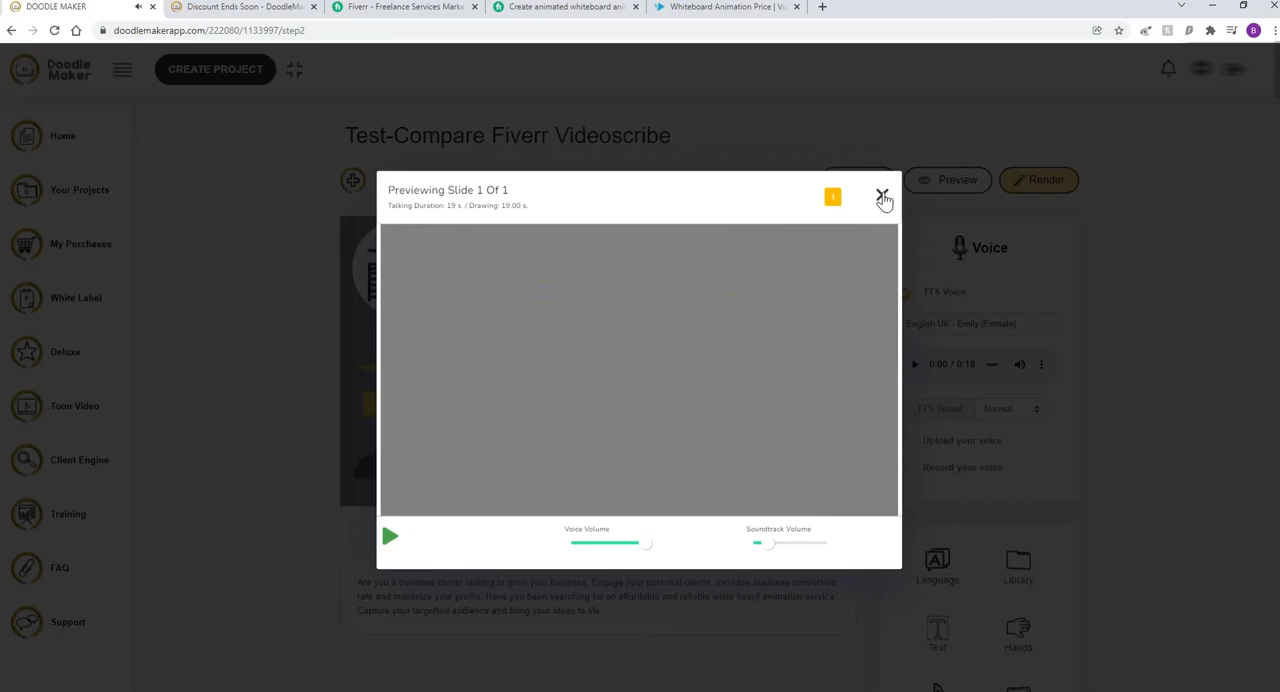 DOODLE MAKER
Discount Ends Soon - DoodleMa
Fiverr - Freelance Services Marke
Create animated whiteboard and
Whiteboard Animation Price | Vi
doodlemakerapp.com/222080/1133997/step2
B
Doodle
Maker
CREATE PROJECT
Home
Your Projects
My Purchases
White Label
Deluxe
Toon Video
Client Engine
Training
FAQ
Support
Test-Compare Fiverr Videoscribe
Preview
Render
Previewing Slide 1 Of 1
Talking Duration: 19 s. / Drawing: 19.00 s.
1
Voice Volume
Soundtrack Volume
Voice
TTS Voice
English UK - Emily (Female)
0:00 / 0:18
TTS Speed
Normal
Upload your voice
Record your voice
Language
Library
Text
Hands
Are you a business owner looking to grow your business. Engage your potential clients. Increase business conversion
rate and maximize your profits. Have you been searching for an affordable and reliable white board animation service.
Capture your targetted audience and bring your ideas to life.